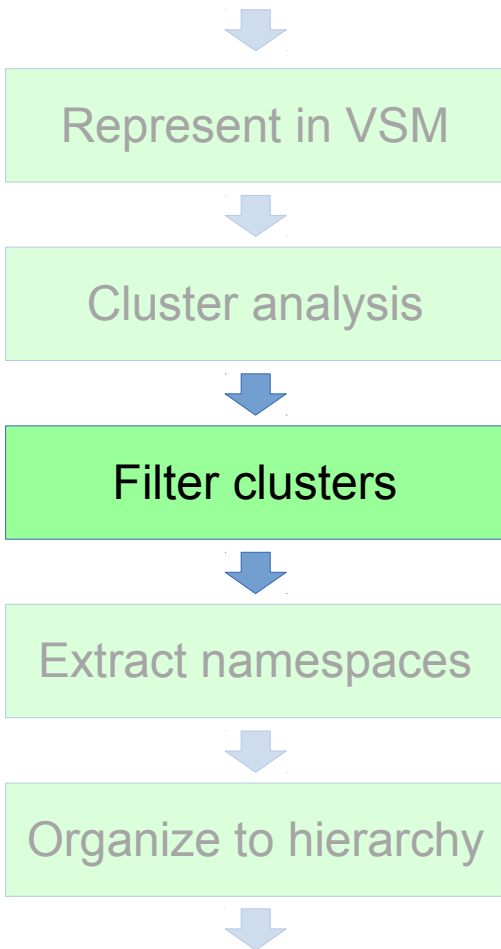 Represent in VSM
Cluster analysis
Filter clusters
Extract namespaces
Organize to hierarchy